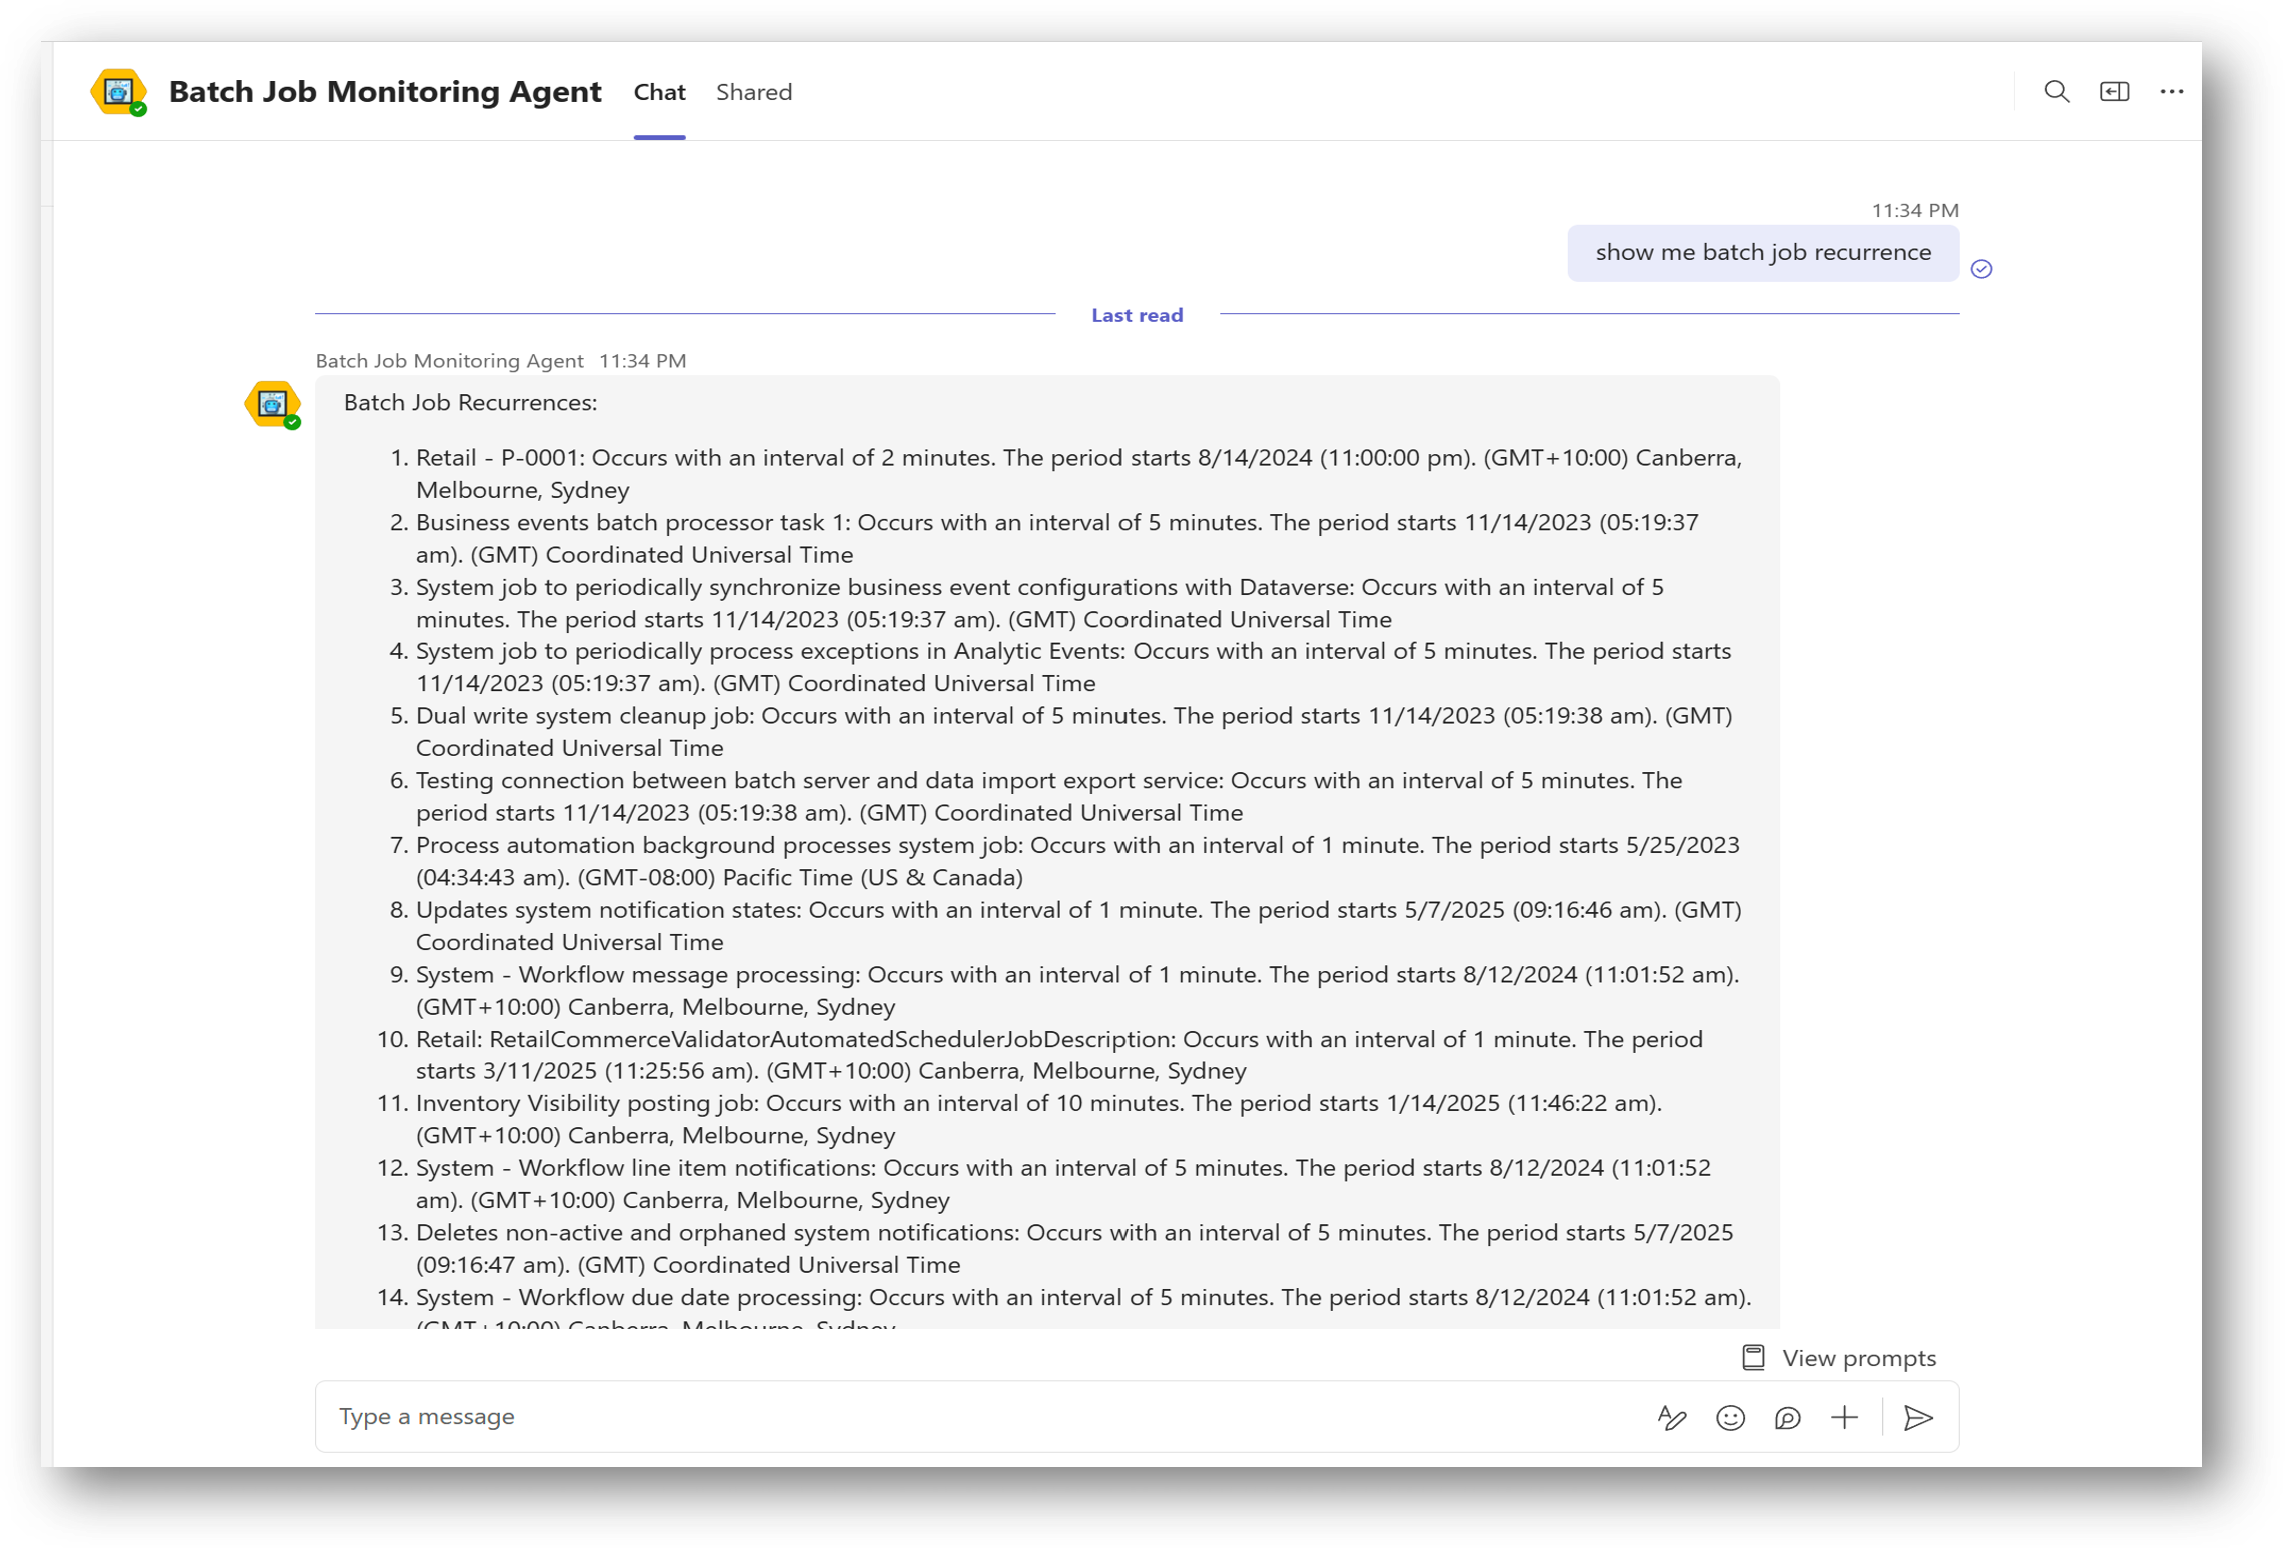 Batch Job Monitoring Agent Chat Shared
11:34 PM
show me batch job recurrence
Last read
Batch Job Monitoring Agent 11:34 PM
Batch Job Recurrences:
1. Retail - P-0001: Occurs with an interval of 2 minutes. The period starts 8/14/2024 (11:00:00 pm). (GMT+10:00) Canberra,
Melbourne, Sydney
2. Business events batch processor task 1: Occurs with an interval of 5 minutes. The period starts 11/14/2023 (05:19:37
am). (GMT) Coordinated Universal Time
3. System job to periodically synchronize business event configurations with Dataverse: Occurs with an interval of 5
minutes. The period starts 11/14/2023 (05:19:37 am). (GMT) Coordinated Universal Time
4. System job to periodically process exceptions in Analytic Events: Occurs with an interval of 5 minutes. The period starts
11/14/2023 (05:19:37 am). (GMT) Coordinated Universal Time
5. Dual write system cleanup job: Occurs with an interval of 5 minutes. The period starts 11/14/2023 (05:19:38 am). (GMT)
Coordinated Universal Time
6. Testing connection between batch server and data import export service: Occurs with an interval of 5 minutes. The
period starts 11/14/2023 (05:19:38 am). (GMT) Coordinated Universal Time
7. Process automation background processes system job: Occurs with an interval of 1 minute. The period starts 5/25/2023
(04:34:43 am). (GMT-08:00) Pacific Time (US & Canada)
8. Updates system notification states: Occurs with an interval of 1 minute. The period starts 5/7/2025 (09:16:46 am). (GMT)
Coordinated Universal Time
9. System - Workflow message processing: Occurs with an interval of 1 minute. The period starts 8/12/2024 (11:01:52 am).
(GMT+10:00) Canberra, Melbourne, Sydney
10. Retail: RetailCommerceValidatorAutomatedSchedulerJobDescription: Occurs with an interval of 1 minute. The period
starts 3/11/2025 (11:25:56 am). (GMT+10:00) Canberra, Melbourne, Sydney
11. Inventory Visibility posting job: Occurs with an interval of 10 minutes. The period starts 1/14/2025 (11:46:22 am).
(GMT+10:00) Canberra, Melbourne, Sydney
12. System - Workflow line item notifications: Occurs with an interval of 5 minutes. The period starts 8/12/2024 (11:01:52
am). (GMT+10:00) Canberra, Melbourne, Sydney
13. Deletes non-active and orphaned system notifications: Occurs with an interval of 5 minutes. The period starts 5/7/2025
(09:16:47 am). (GMT) Coordinated Universal Time
14. System - Workflow due date processing: Occurs with an interval of 5 minutes. The period starts 8/12/2024 (11:01:52 am).
(GMT+10:00) Canberra, Melbourne, Sydney
View prompts
Type a message